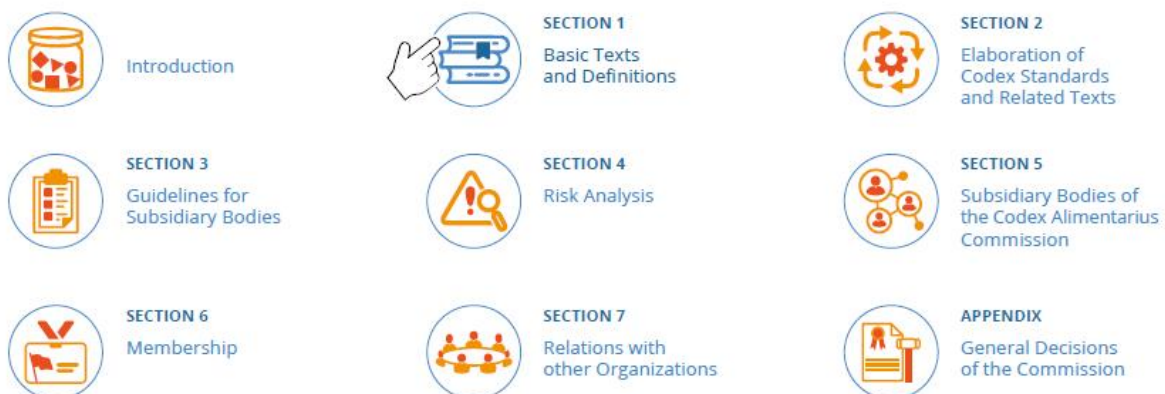 Introduction
SECTION 1
Basic Texts
and Definitions
SECTION 2
Elaboration of
Codex Standards
and Related Texts
SECTION 3
Guidelines for
Subsidiary Bodies
SECTION 4
Risk Analysis
SECTION 5
Subsidiary Bodies of
the Codex Alimentarius
Commission
SECTION 6
Membership
SECTION 7
Relations with
other Organizations
APPENDIX
General Decisions
of the Commission